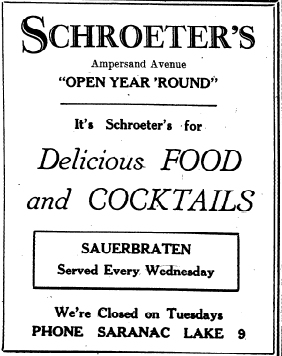 SCHROETER'S
Ampersand Avenue
"OPEN YEAR 'ROUND"
It's Schroeter's for
Delicious FOOD
and COCKTAILS
SAUERBRATEN
Served Every Wednesday
We're Closed on Tuesdays
PHONE SARANAC LAKE 9